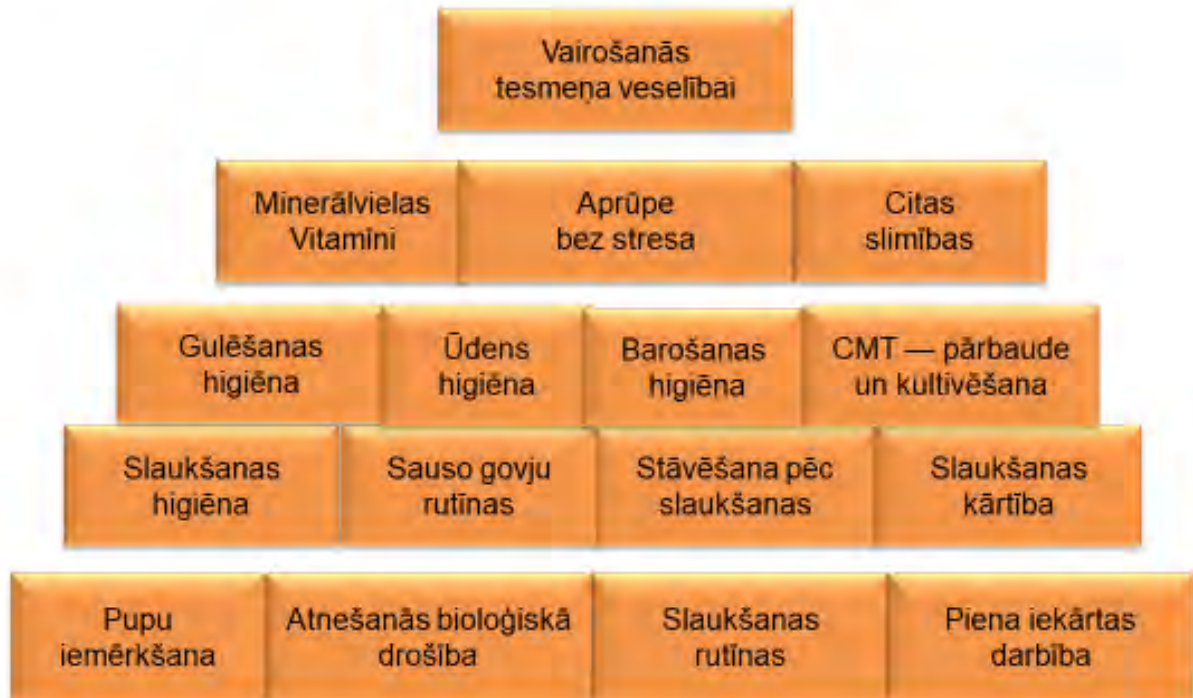 Vairošanās
tesmeņa veselībai
Minerālvielas
Vitamīni
Aprūpe
bez stresa
Citas
slimības
Gulēšanas
higiēna
Ūdens
higiēna
Barošanas
higiēna
CMT — pārbaude
un kultivēšana
Slaukšanas
higiēna
Sauso govju
rutīnas
Stāvēšana pēc
slaukšanas
Slaukšanas
kārtība
Pupu
iemērkšana
Atnešanās bioloģiskā
drošība
Slaukšanas
rutīnas
Piena iekārtas
darbība